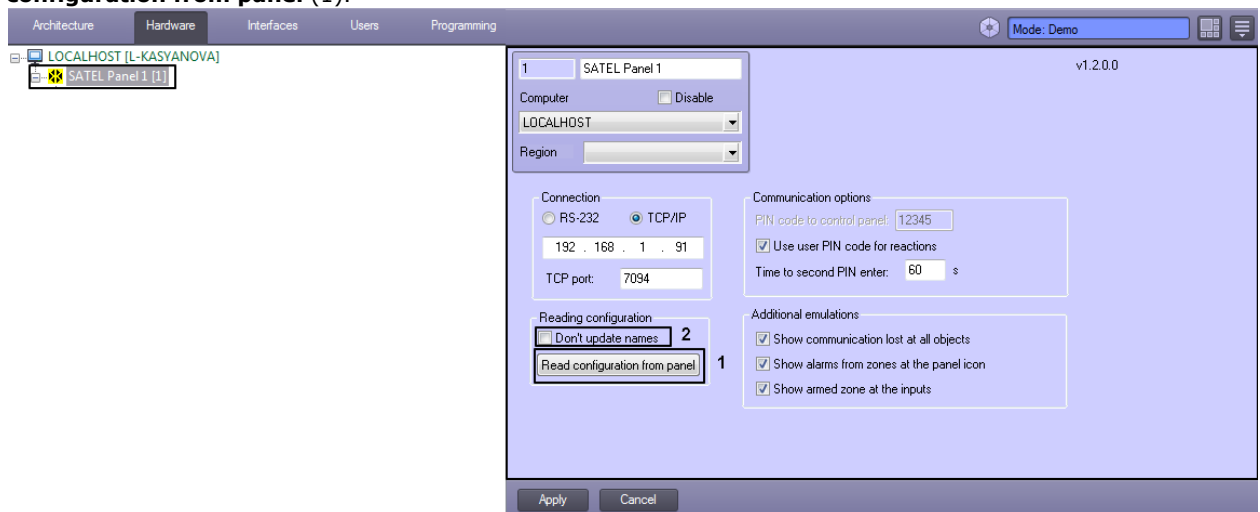 configuration from panel (1).
Architecture Hardware Interfaces Users Programming Mode: Demo
LOCALHOST [L-KASYANOVA]
SATEL Panel 1 [1]
1 SATEL Panel 1 v1.2.0.0
Computer Disable
LOCALHOST
Region
Connection Communication options
RS-232 TCP/IP PIN code to control panel: 12345
192 . 168 . 1 . 91 Use user PIN code for reactions
TCP port: 7094 Time to second PIN enter: 60 s
Reading configuration Additional emulations
Don't update names 2 Show communication lost at all objects
Read configuration from panel 1 Show alarms from zones at the panel icon
Show armed zone at the inputs
Apply Cancel